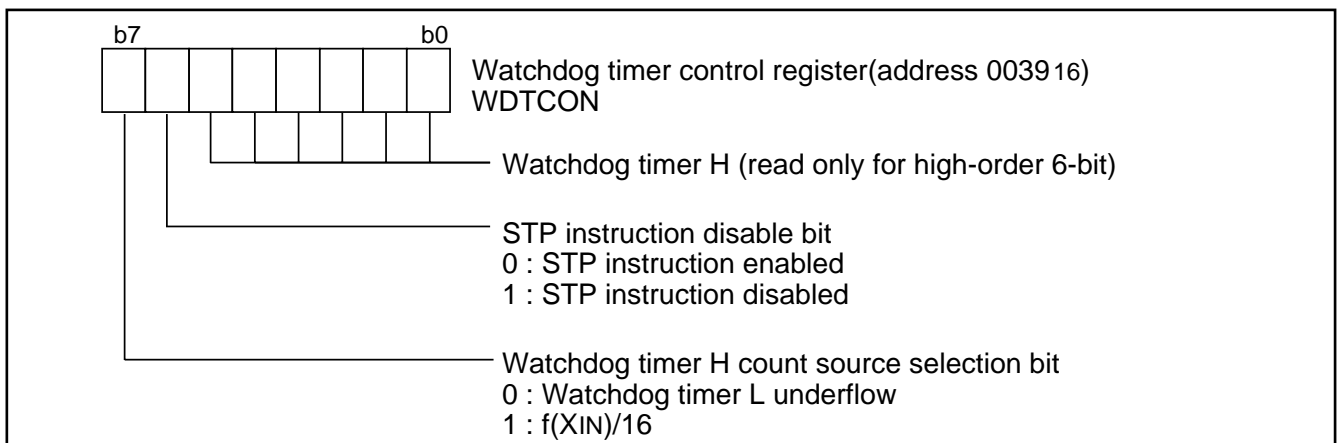 b7 b0
Watchdog timer control register(address 003916)
WDTCON
Watchdog timer H (read only for high-order 6-bit)
STP instruction disable bit
0 : STP instruction enabled
1 : STP instruction disabled
Watchdog timer H count source selection bit
0 : Watchdog timer L underflow
1 : f(XIN)/16